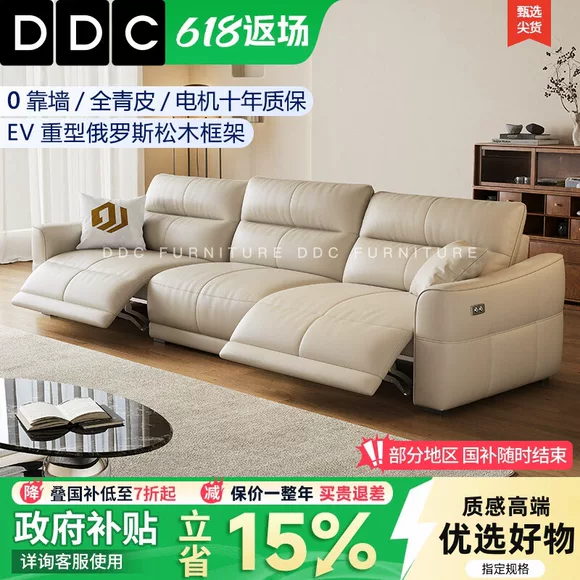 DDC 618返场
甄选
尖货
0 靠墙 / 全青皮 / 电机十年质保
EV 重型俄罗斯松木框架
DDC FURNITURE DDC FURNITURE
部分地区 国补随时结束
降 叠国补低至7折起 减 保价一整年 买贵退差
政府补贴
详询客服使用
立省 15%
质感高端
优选好物
指定规格